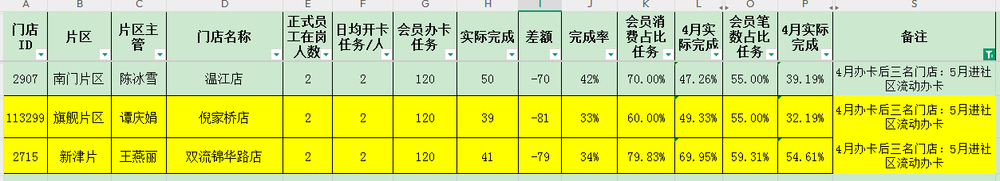 A B C D E F G H I J K L O P S
门店ID 片区 片区主管 门店名称 正式员工在岗人数 日均开卡任务/人 会员办卡任务 实际完成 差额 完成率 会员消费占比任务 4月实际完成 会员笔数占比任务 4月实际完成 备注
2907 南门片区 陈冰雪 温江店 2 2 120 50 -70 42% 70.00% 47.26% 55.00% 39.19% 4月办卡后三名门店：5月进社区流动办卡
113299 旗舰片区 谭庆娟 倪家桥店 2 2 120 39 -81 33% 60.00% 49.33% 55.00% 32.19% 4月办卡后三名门店：5月进社区流动办卡
2715 新津片 王燕丽 双流锦华路店 2 2 120 41 -79 34% 79.83% 69.95% 59.31% 54.61% 4月办卡后三名门店：5月进社区流动办卡